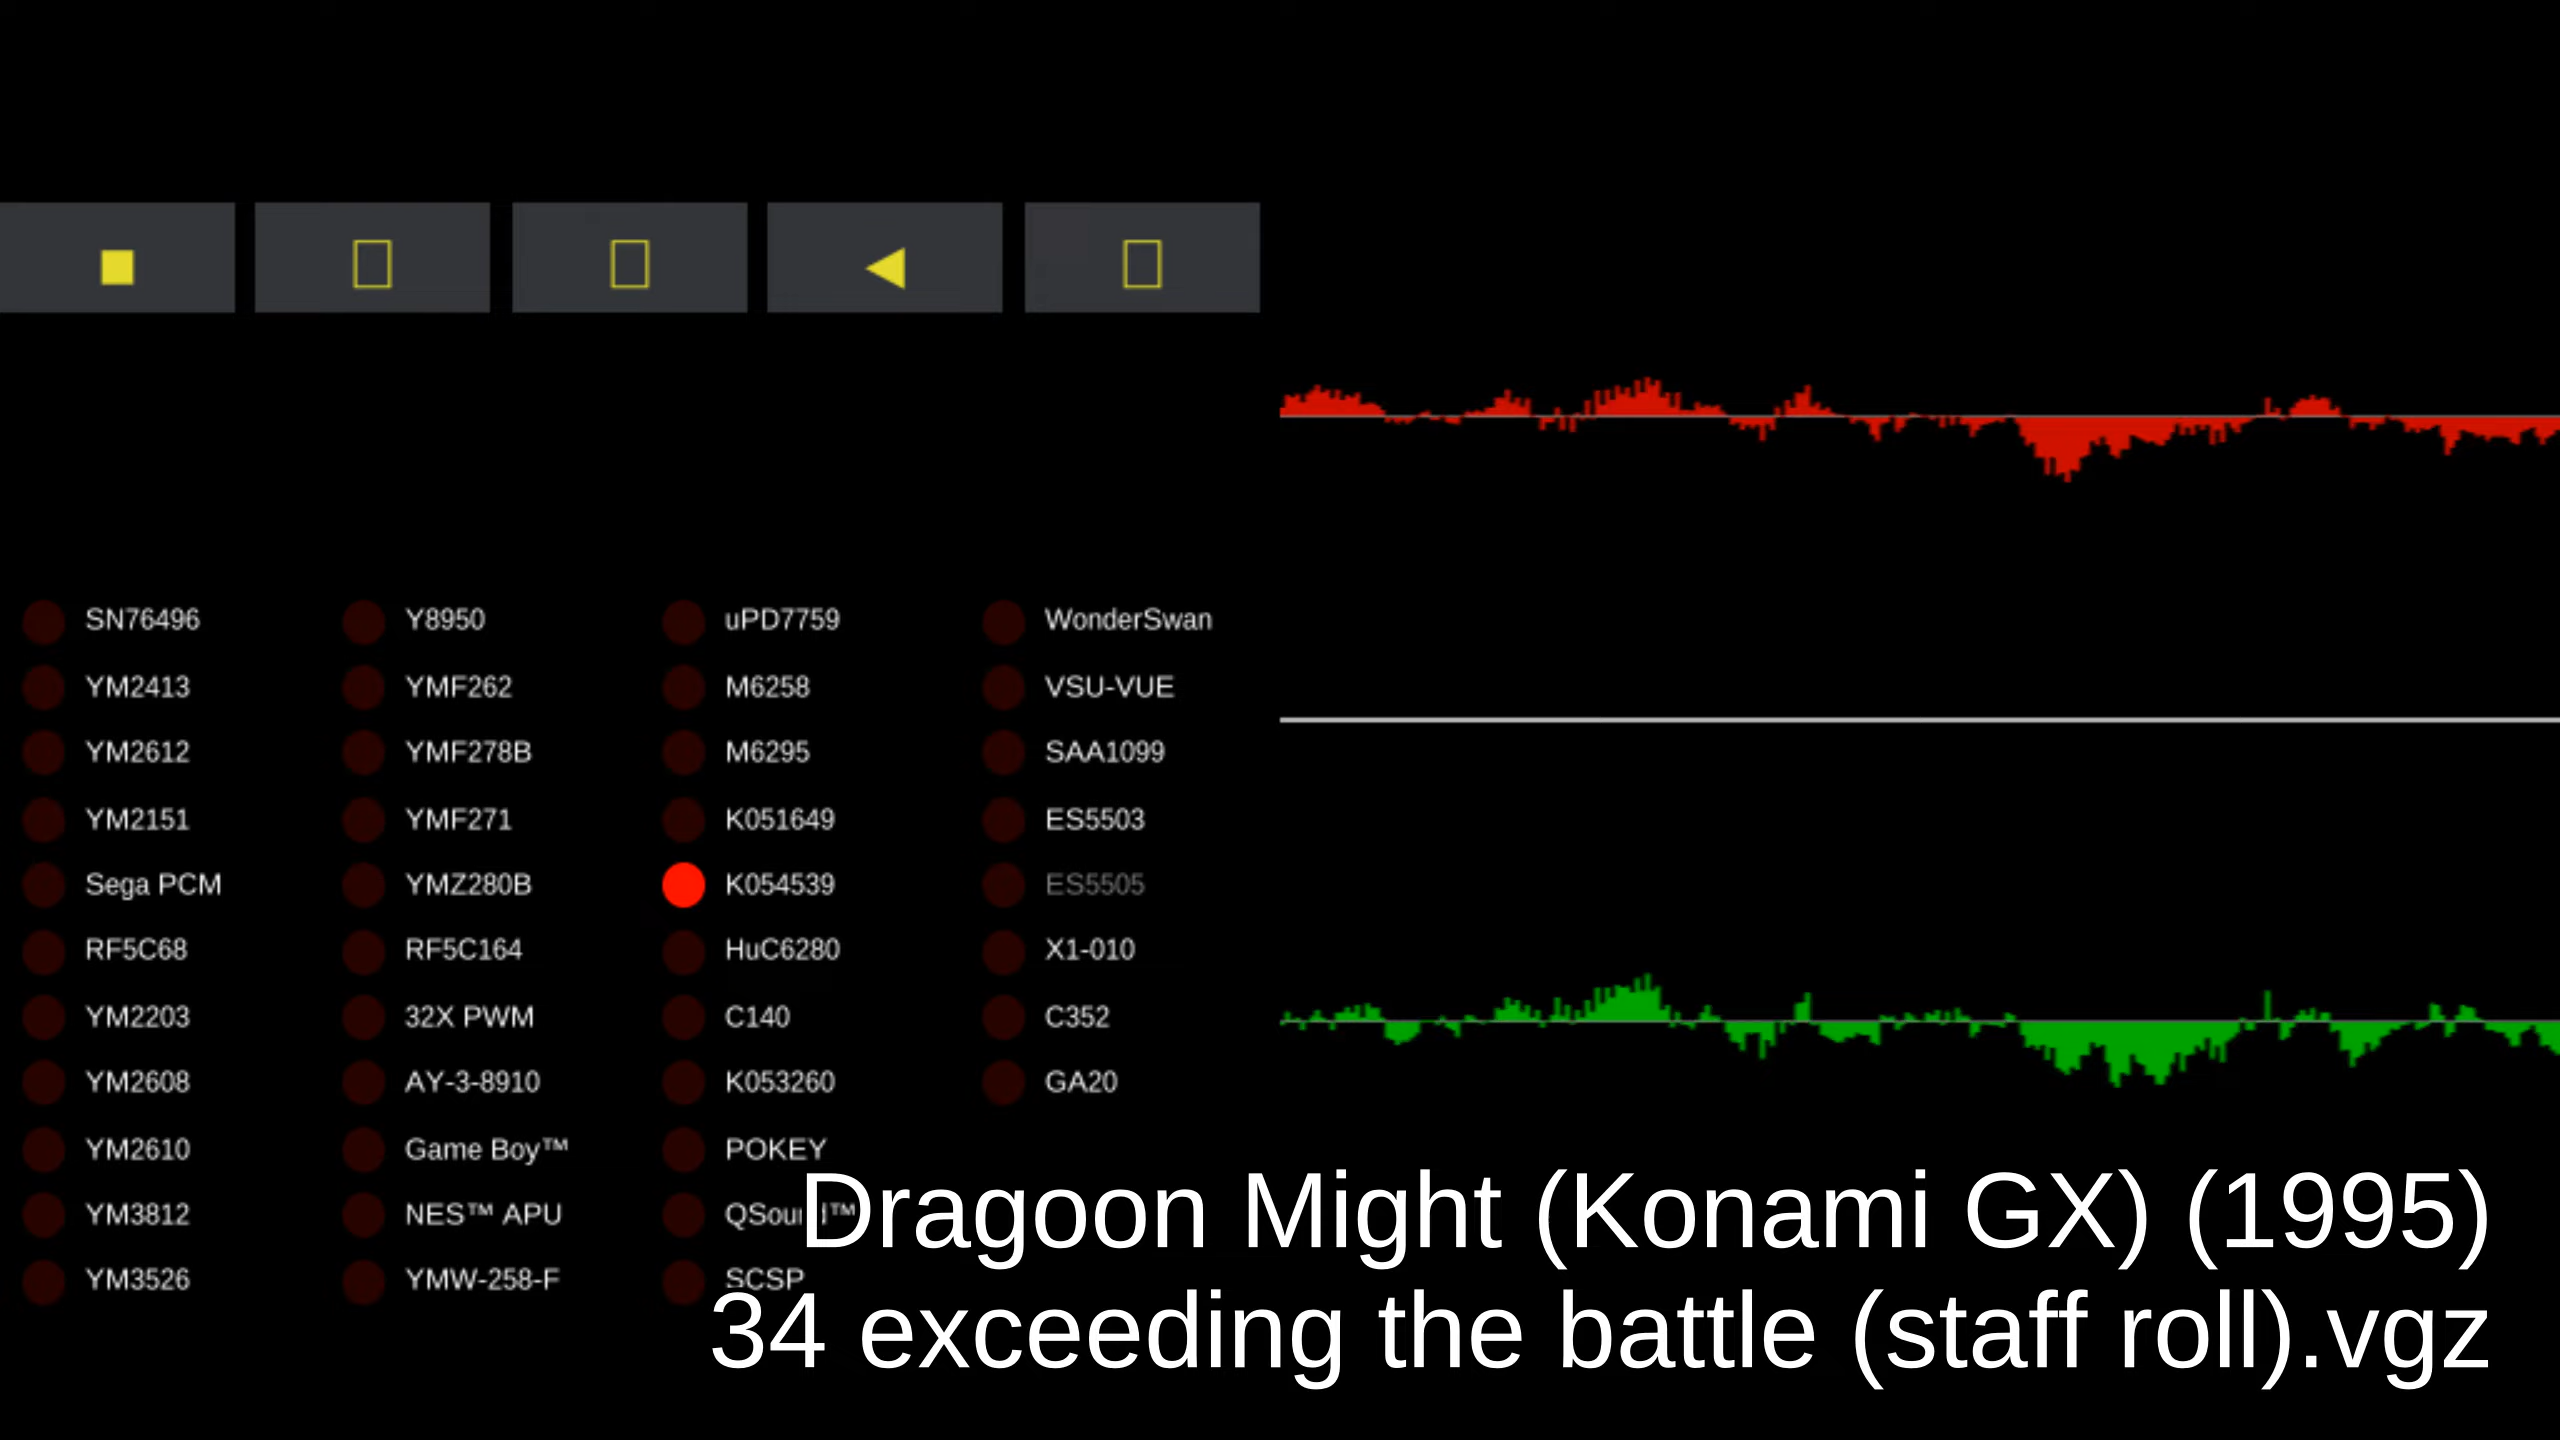 SN76496
YM2413
YM2612
YM2151
Sega PCM
RF5C68
YM2203
YM2608
YM2610
YM3812
YM3526
Y8950
YMF262
YMF278B
YMF271
YMZ280B
RF5C164
32X PWM
AY-3-8910
Game Boy™
NES™ APU
YMW-258-F
uPD7759
M6258
M6295
K051649
K054539
HuC6280
C140
K053260
POKEY
QSound™
SCSP
WonderSwan
VSU-VUE
SAA1099
ES5503
ES5505
X1-010
C352
GA20
Dragoon Might (Konami GX) (1995)
34 exceeding the battle (staff roll).vgz